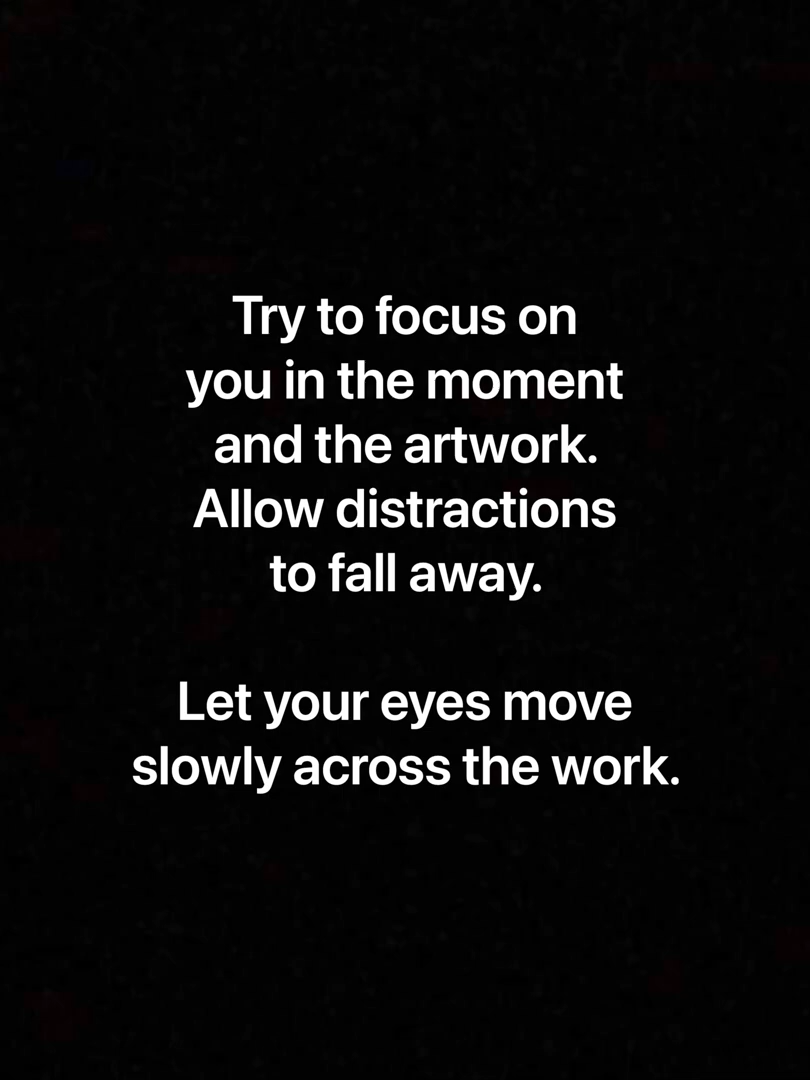 Try to focus on
you in the moment
and the artwork.
Allow distractions
to fall away.
Let your eyes move
slowly across the work.